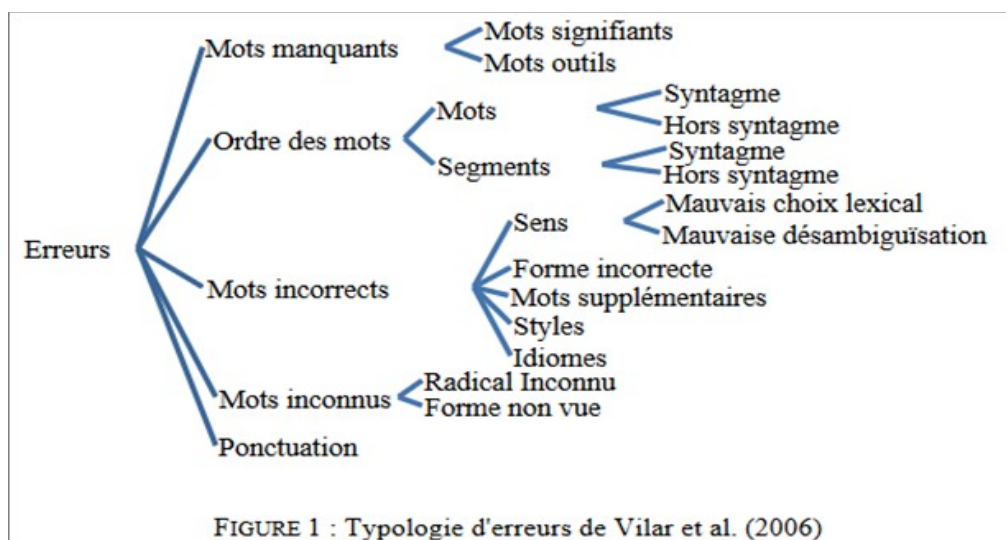 Mots manquants
Mots signifiants
Mots outils
Ordre des mots
Mots
Syntagme
Hors syntagme
Segments
Syntagme
Hors syntagme
Erreurs
Mots incorrects
Sens
Mauvais choix lexical
Mauvaise désambiguïsation
Forme incorrecte
Mots supplémentaires
Styles
Idiomes
Mots inconnus
Radical Inconnu
Forme non vue
Ponctuation
FIGURE 1 : Typologie d'erreurs de Vilar et al. (2006)